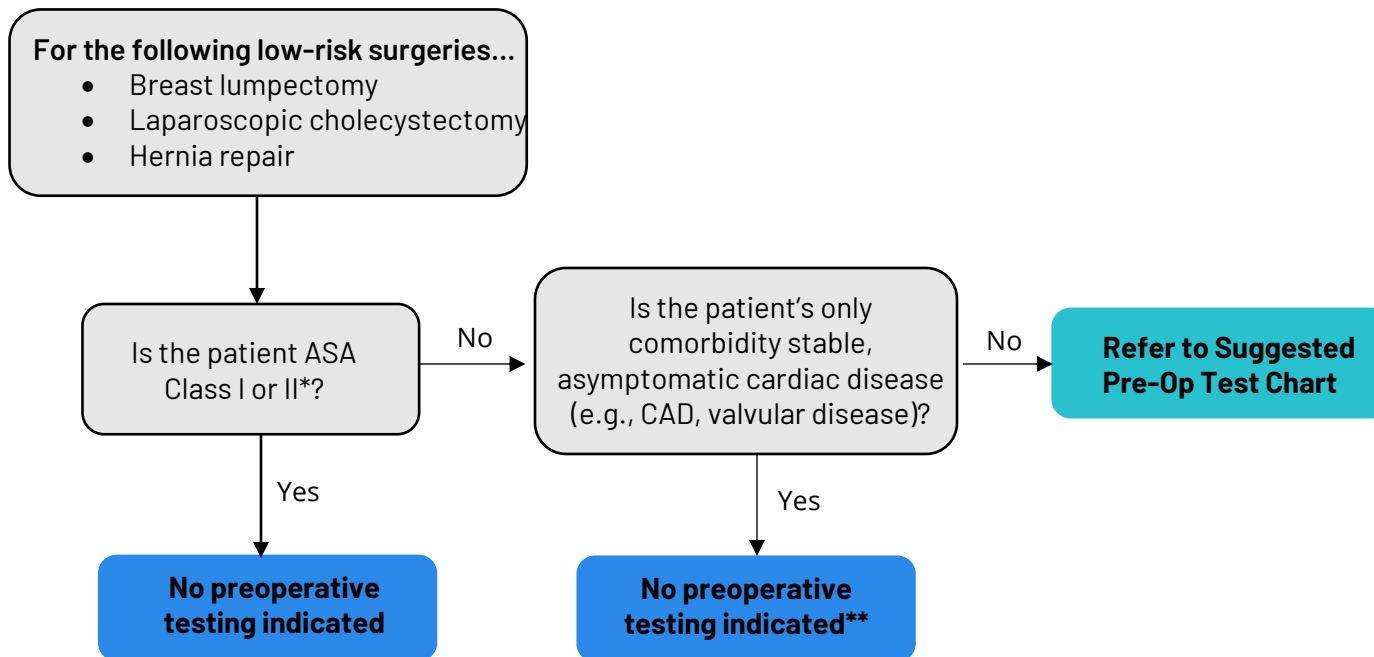 For the following low-risk surgeries...
• Breast lumpectomy
• Laparoscopic cholecystectomy
• Hernia repair
Is the patient ASA
Class I or II*?
No
Is the patient’s only
comorbidity stable,
asymptomatic cardiac disease
(e.g., CAD, valvular disease)?
No
Refer to Suggested
Pre-Op Test Chart
Yes
Yes
No preoperative
testing indicated
No preoperative
testing indicated**